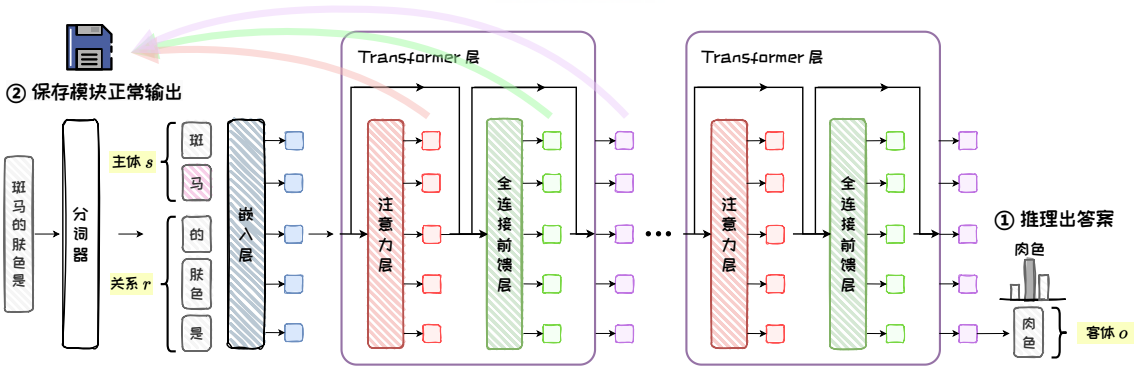 Transformer 层
Transformer 层
② 保存模块正常输出
斑马的肤色是
分词器
主体 s
关系 r
斑
马
的
肤色
是
嵌入层
注意力层
全连接前馈层
•••
注意力层
全连接前馈层
① 推理出答案
肉色
肉色
客体 o